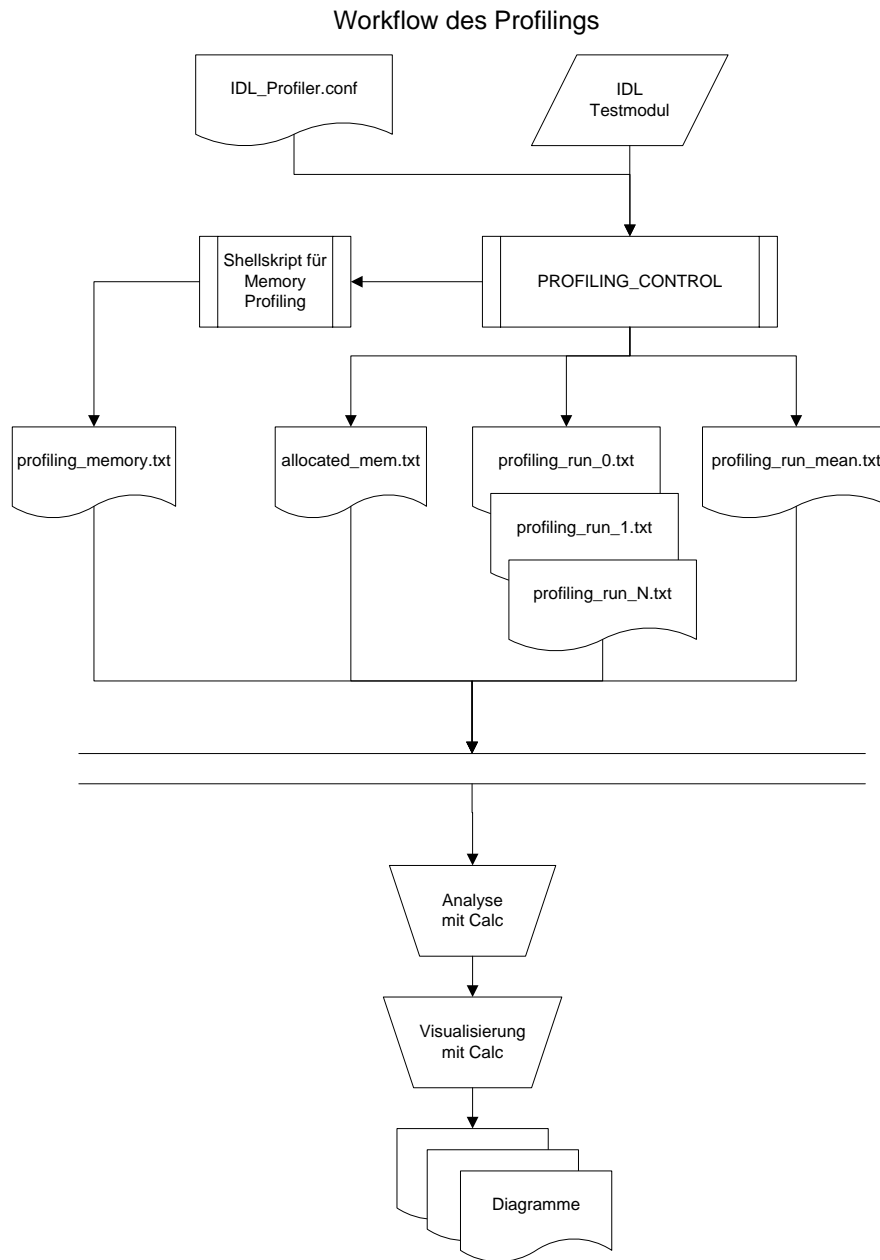 Workflow des Profilings
IDL_Profiler.conf
IDL
Testmodul
Shellskript für
Memory
Profiling
PROFILING_CONTROL
profiling_memory.txt
allocated_mem.txt
profiling_run_0.txt
profiling_run_mean.txt
profiling_run_1.txt
profiling_run_N.txt
Analyse
mit Calc
Visualisierung
mit Calc
Diagramme